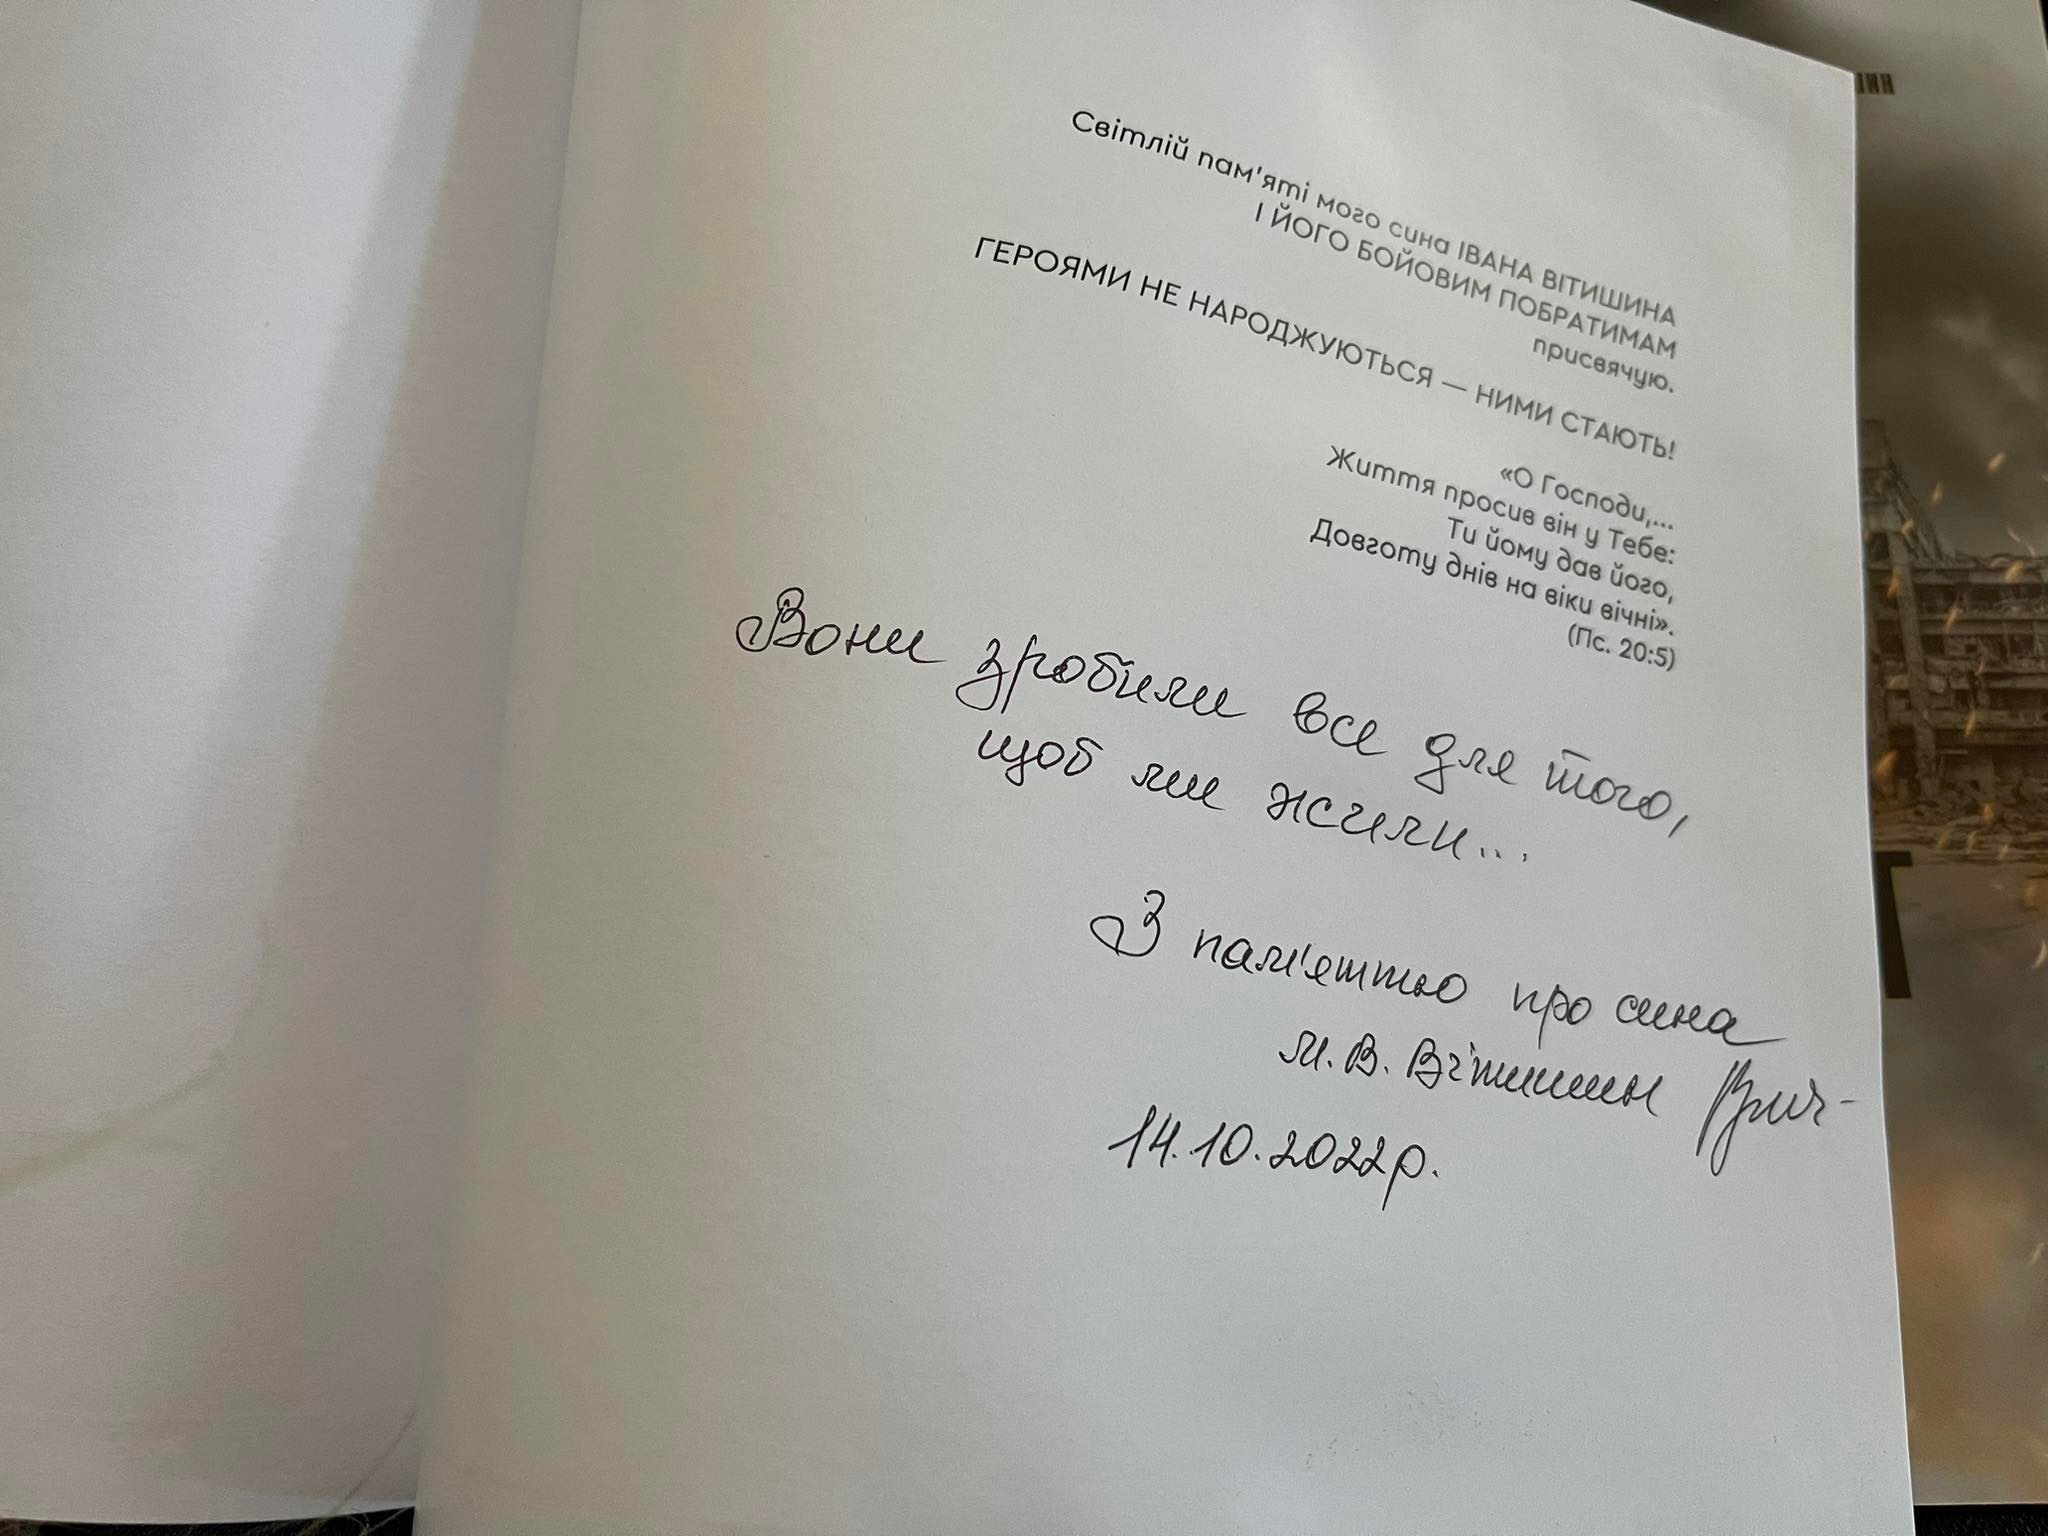 Світлій пам'яті мого сина ІВАНА ВІТИШИНА
І ЙОГО БОЙОВИМ ПОБРАТИМАМ
присвячую.
ГЕРОЯМИ НЕ НАРОДЖУЮТЬСЯ — НИМИ СТАЮТЬ!
«О Господи,...
Життя просив він у Тебе:
Ти йому дав його,
Довготу днів на віки вічні».
(Пс. 20:5)
Вони зробили все для того,
щоб ми жили...
З пам'яттю про сина
М.В. Вітишин
14.10.2022р.